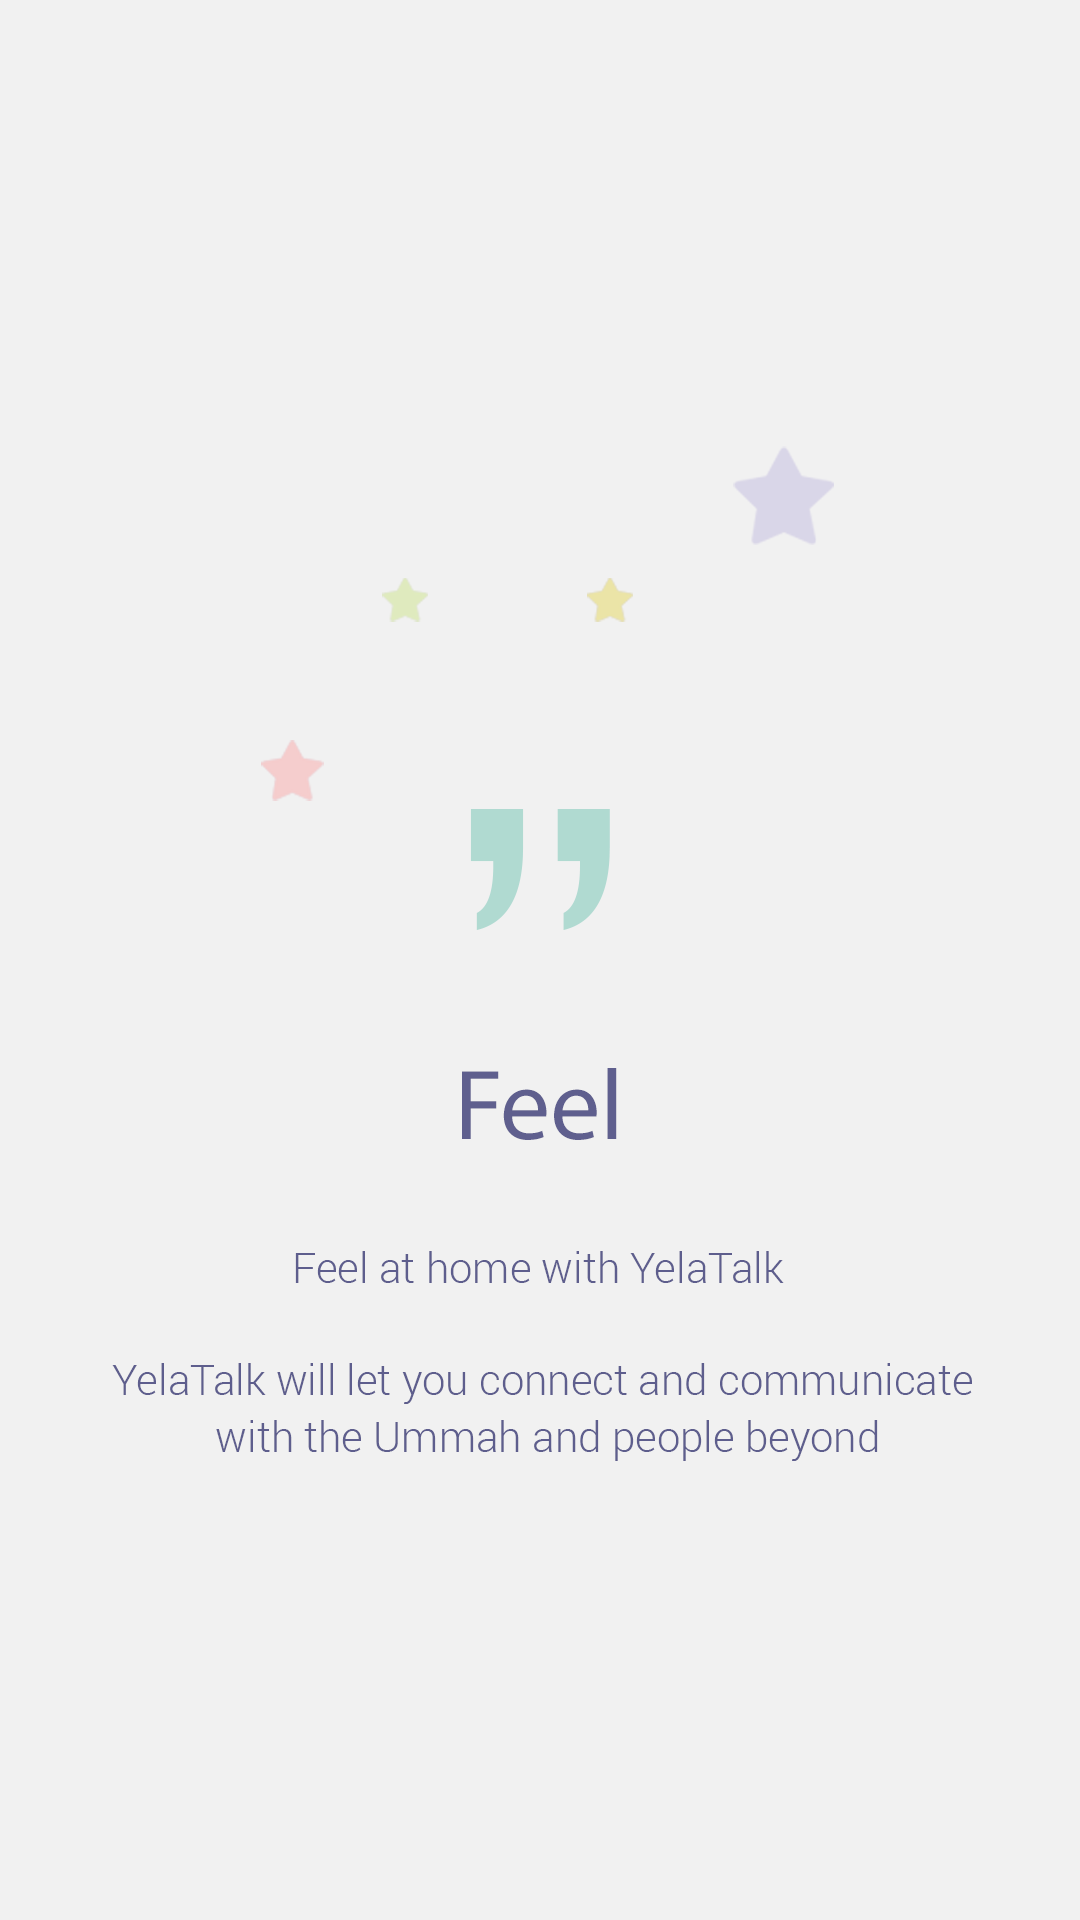 ”
Feel
Feel at home with YelaTalk
YelaTalk will let you connect and communicate
with the Ummah and people beyond